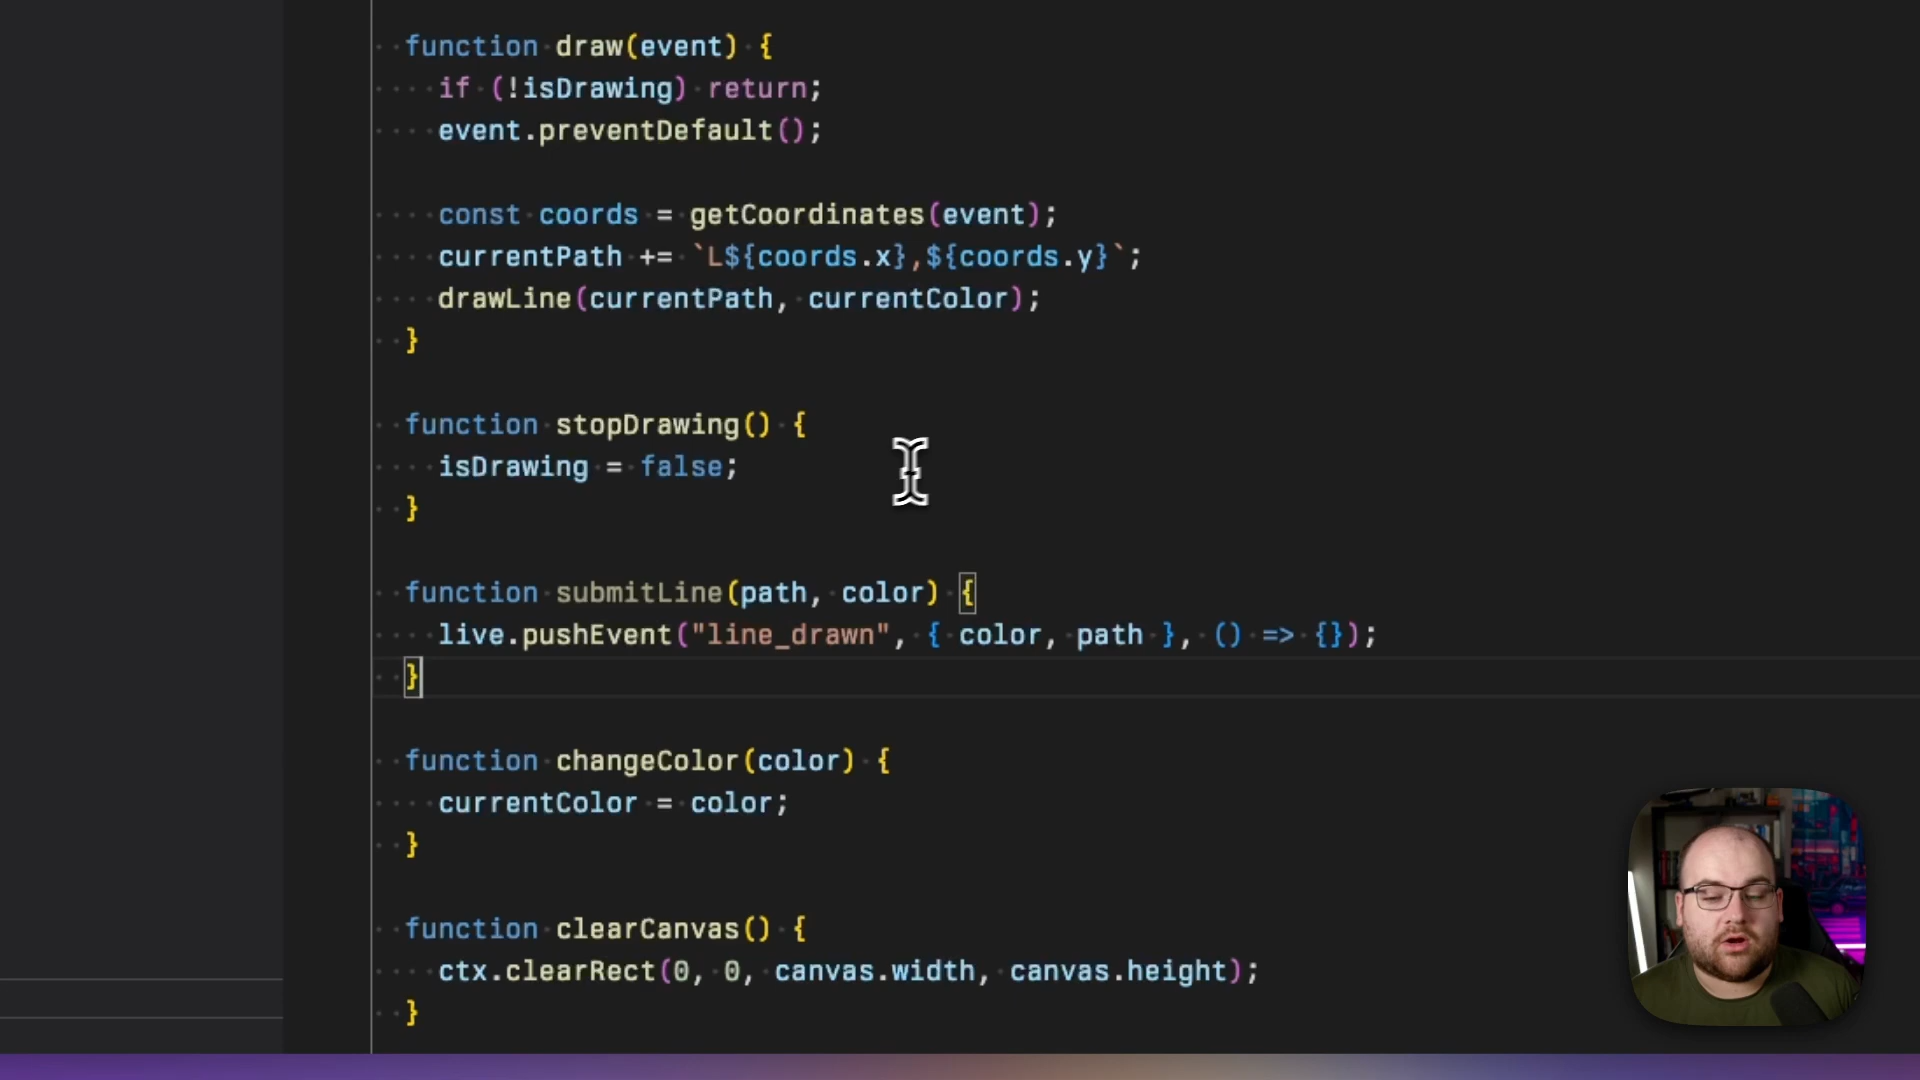 function draw(event) {
if (!isDrawing) return;
event.preventDefault();
const coords = getCoordinates(event);
currentPath += `L${coords.x},${coords.y}`;
drawLine(currentPath, currentColor);
}
function stopDrawing() {
isDrawing = false;
}
function submitLine(path, color) {
live.pushEvent("line_drawn", { color, path }, () => {});
}
function changeColor(color) {
currentColor = color;
}
function clearCanvas() {
ctx.clearRect(0, 0, canvas.width, canvas.height);
}